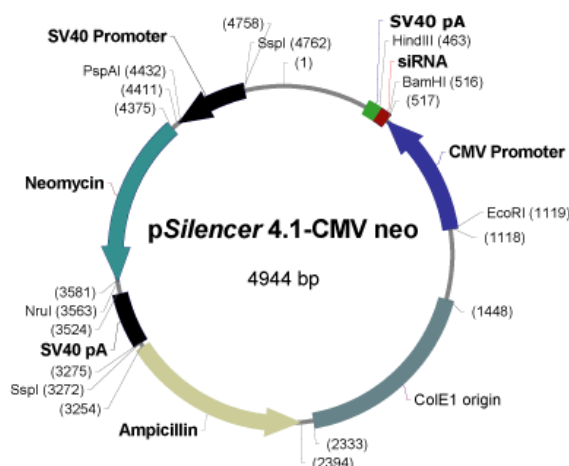 SV40 Promoter
(4758)
SspI (4762)
(1)
SV40 pA
HindIII (463)
siRNA
BamHI (516)
(517)
PspAI (4432)
(4411)
(4375)
CMV Promoter
Neomycin
EcoRI (1119)
(1118)
pSilencer 4.1-CMV neo
4944 bp
(3581)
NruI (3563)
(3524)
SV40 pA
(3275)
SspI (3272)
(3254)
(1448)
ColE1 origin
Ampicillin
(2333)
(2394)